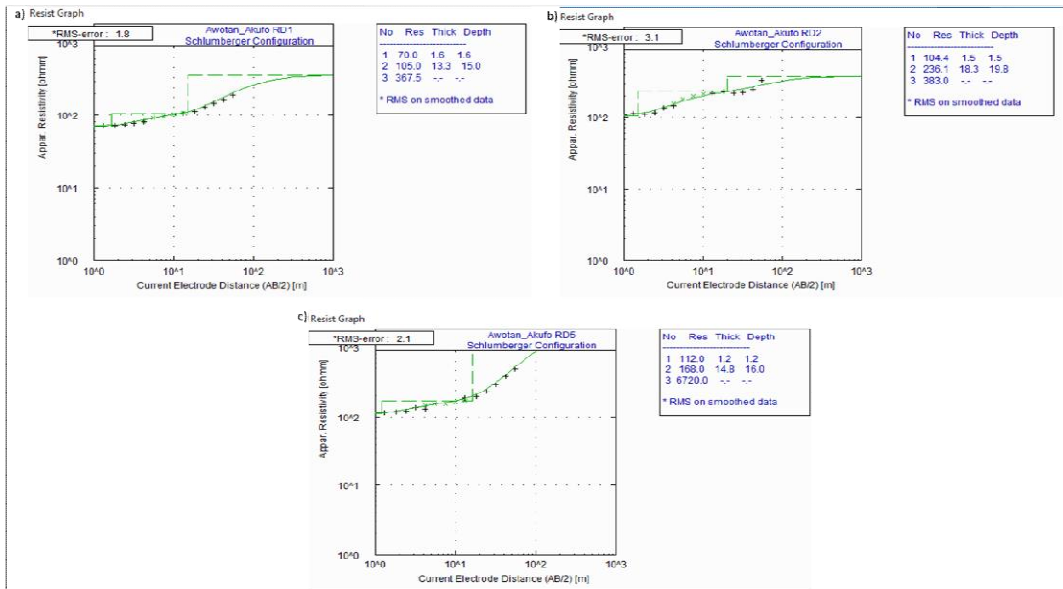 a) Resist Graph
*RMS-error : 1.8
Awotan_Akufo RD1
Schlumberger Configuration
10^3
10^2
10^1
10^0
Appar. Resistivity [ohmm]
10^0 10^1 10^2 10^3
Current Electrode Distance (AB/2) [m]
No Res Thick Depth
1 70.0 1.6 1.6
2 105.0 13.3 15.0
3 367.5 -.- -.-
* RMS on smoothed data
b) Resist Graph
*RMS-error : 3.1
Awotan_Akufo RD2
Schlumberger Configuration
10^3
10^2
10^1
10^0
Appar. Resistivity [ohmm]
10^0 10^1 10^2 10^3
Current Electrode Distance (AB/2) [m]
No Res Thick Depth
1 104.4 1.5 1.5
2 236.1 18.3 19.8
3 383.0 -.- -.-
* RMS on smoothed data
c) Resist Graph
*RMS-error : 2.1
Awotan_Akufo RD5
Schlumberger Configuration
10^3
10^2
10^1
10^0
Appar. Resistivity [ohmm]
10^0 10^1 10^2 10^3
Current Electrode Distance (AB/2) [m]
No Res Thick Depth
1 112.0 1.2 1.2
2 168.0 14.8 16.0
3 6720.0 -.- -.-
* RMS on smoothed data